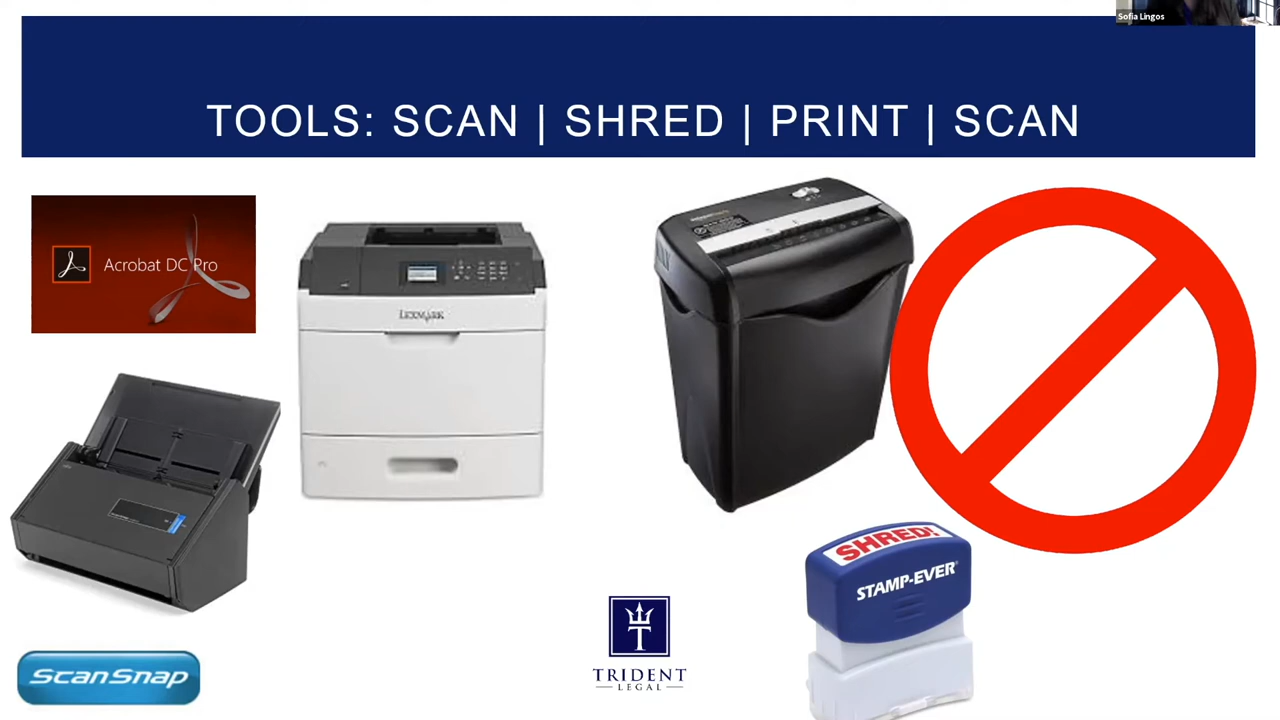 Sofia Lingos
TOOLS: SCAN | SHRED | PRINT | SCAN
Acrobat DC Pro
LEXMARK
SHRED!
STAMP-EVER
ScanSnap
T
TRIDENT
LEGAL